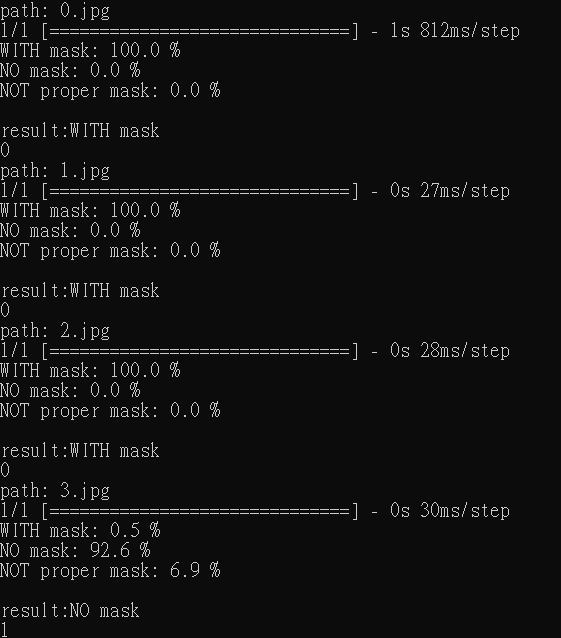 path: 0.jpg
1/1 [==============================] - 1s 812ms/step
WITH mask: 100.0 %
NO mask: 0.0 %
NOT proper mask: 0.0 %
result:WITH mask
0
path: 1.jpg
1/1 [==============================] - 0s 27ms/step
WITH mask: 100.0 %
NO mask: 0.0 %
NOT proper mask: 0.0 %
result:WITH mask
0
path: 2.jpg
1/1 [==============================] - 0s 28ms/step
WITH mask: 100.0 %
NO mask: 0.0 %
NOT proper mask: 0.0 %
result:WITH mask
0
path: 3.jpg
1/1 [==============================] - 0s 30ms/step
WITH mask: 0.5 %
NO mask: 92.6 %
NOT proper mask: 6.9 %
result:NO mask
1